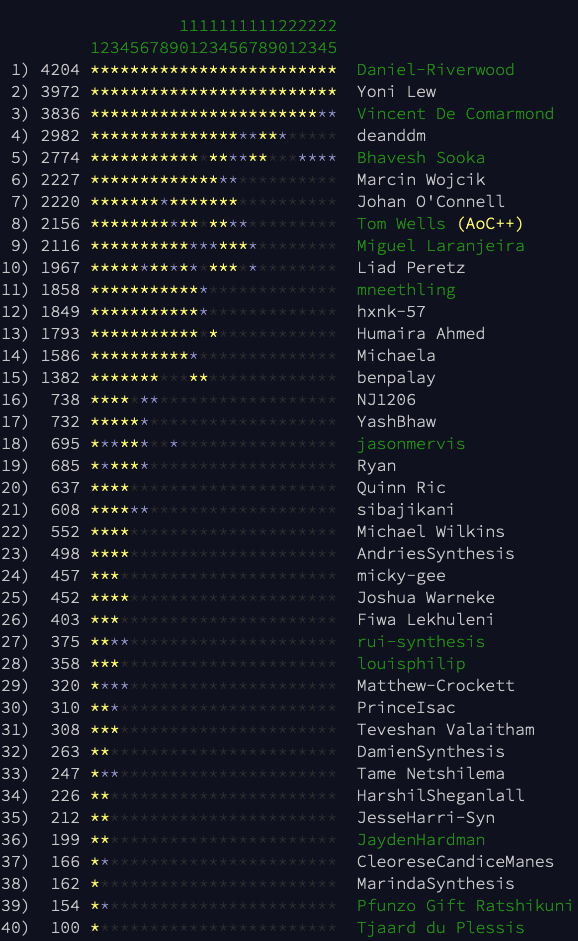 1111111111222222
1234567890123456789012345
1) 4204 ************************* Daniel-Riverwood
2) 3972 ************************* Yoni Lew
3) 3836 ************************* Vincent De Comarmond
4) 2982 ************************* deanddm
5) 2774 ************************* Bhavesh Sooka
6) 2227 ************************* Marcin Wojcik
7) 2220 ************************* Johan O'Connell
8) 2156 ************************* Tom Wells (AoC++)
9) 2116 ************************* Miguel Laranjeira
10) 1967 ************************* Liad Peretz
11) 1858 ************************* mneethling
12) 1849 ************************* hxnk-57
13) 1793 ************************* Humaira Ahmed
14) 1586 ************************* Michaela
15) 1382 ************************* benpalay
16) 738 ************************* NJ1206
17) 732 ************************* YashBhaw
18) 695 ************************* jasonmervis
19) 685 ************************* Ryan
20) 637 ************************* Quinn Ric
21) 608 ************************* sibajikani
22) 552 ************************* Michael Wilkins
23) 498 ************************* AndriesSynthesis
24) 457 ************************* micky-gee
25) 452 ************************* Joshua Warneke
26) 403 ************************* Fiwa Lekhuleni
27) 375 ************************* rui-synthesis
28) 358 ************************* louisphilip
29) 320 ************************* Matthew-Crockett
30) 310 ************************* PrinceIsac
31) 308 ************************* Teveshan Valaitham
32) 263 ************************* DamienSynthesis
33) 247 ************************* Tame Netshilema
34) 226 ************************* HarshilSheganlall
35) 212 ************************* JesseHarri-Syn
36) 199 ************************* JaydenHardman
37) 166 ************************* CleoreseCandiceManes
38) 162 ************************* MarindaSynthesis
39) 154 ************************* Pfunzo Gift Ratshikuni
40) 100 ************************* Tjaard du Plessis